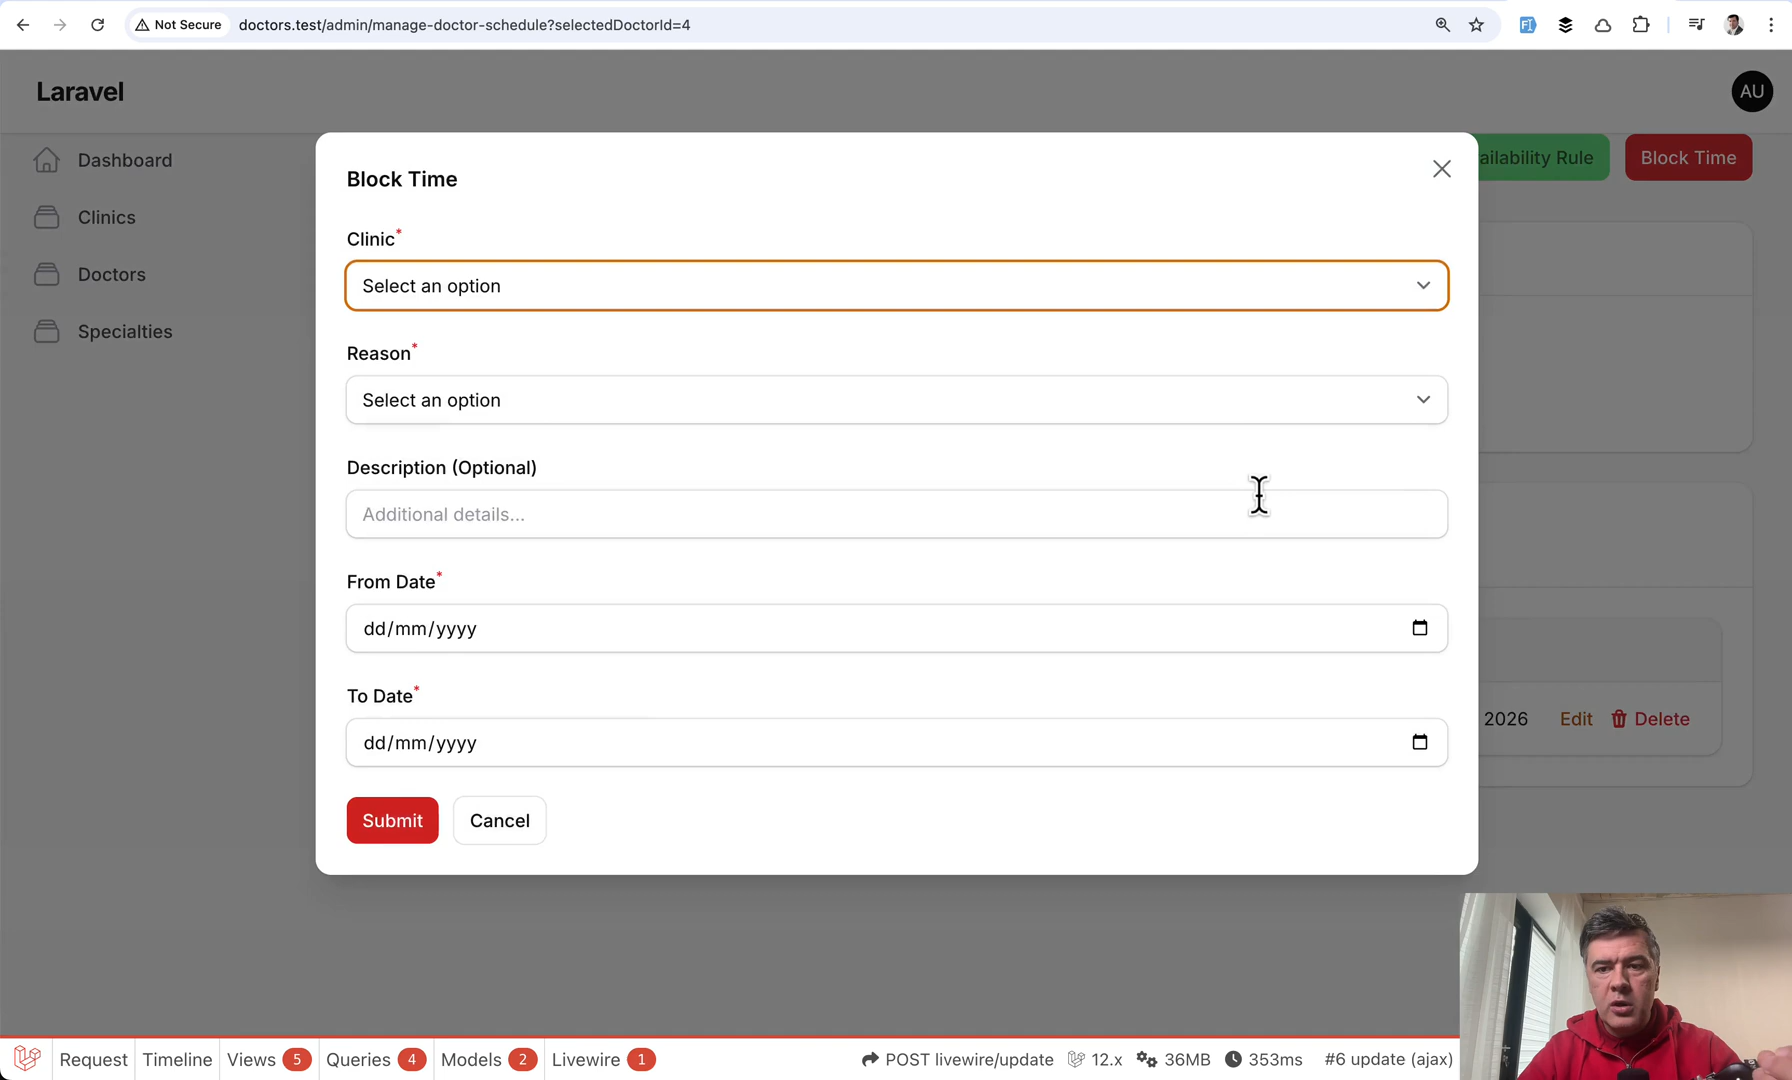 Not Secure
doctors.test/admin/manage-doctor-schedule?selectedDoctorId=4
Laravel
AU
Dashboard
Clinics
Doctors
Specialties
ailability Rule
Block Time
Block Time
Clinic*
Select an option
Reason*
Select an option
Description (Optional)
Additional details...
From Date*
dd/mm/yyyy
To Date*
dd/mm/yyyy
Submit
Cancel
2026
Edit
Delete
Request
Timeline
Views 5
Queries 4
Models 2
Livewire 1
POST livewire/update
12.x
36MB
353ms
#6 update (ajax)